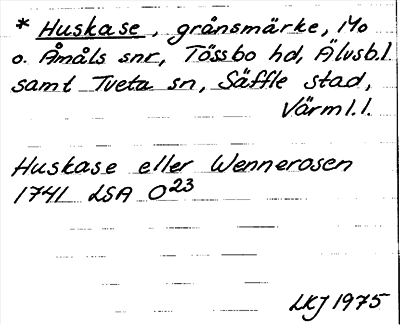 * Huskase, gränsmärke, Mo
o. Åmåls snr, Tössbo hd, Älvsb.l
samt Tveta sn, Säffle stad,
Värml.l.
Huskase eller Wennerosen
1741 LSA O23
LKJ 1975